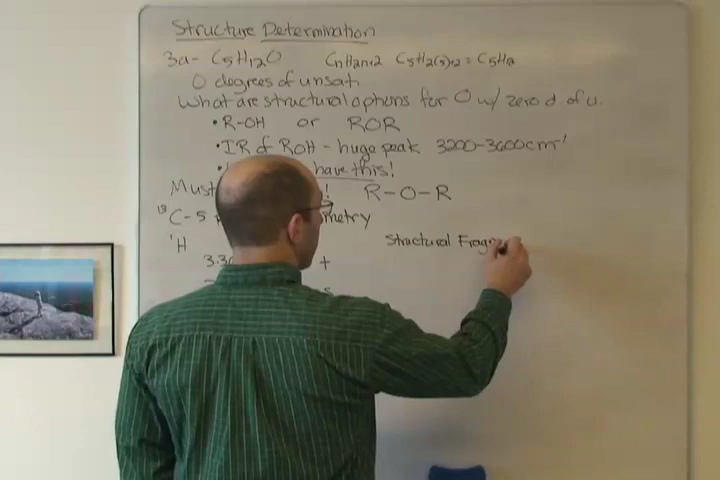 Structure Determination
3a- C5H12O CnH2n+2 C5H2(5)+2 = C5H12
0 degrees of unsat.
What are structural options for O w/ zero d. of u.
• R-OH or ROR
• IR of ROH - huge peak 3200-3600cm-1
have this!
Must ! R-O-R
13C-5 metry
1H Structural Frag
3.3 t
s